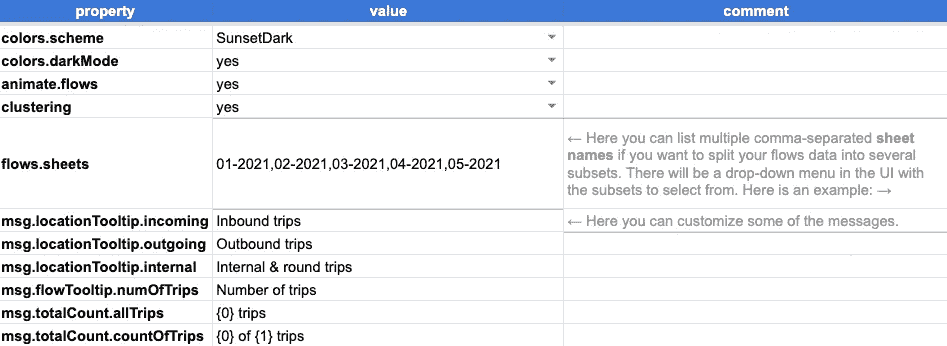 property value comment
colors.scheme SunsetDark
colors.darkMode yes
animate.flows yes
clustering yes
← Here you can list multiple comma-separated sheet
names if you want to split your flows data into several
flows.sheets 01-2021,02-2021,03-2021,04-2021,05-2021
subsets. There will be a drop-down menu in the UI with
the subsets to select from. Here is an example: →
msg.locationTooltip.incoming Inbound trips ← Here you can customize some of the messages.
msg.locationTooltip.outgoing Outbound trips
msg.locationTooltip.internal Internal & round trips
msg.flowTooltip.numOfTrips Number of trips
msg.totalCount.allTrips {0} trips
msg.totalCount.countOfTrips {0} of {1} trips